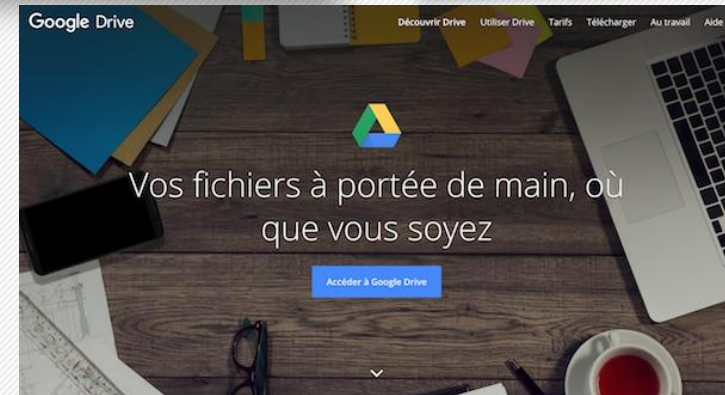 Google Drive
Découvrir Drive Utiliser Drive Tarifs Télécharger Au travail Aide
Vos fichiers à portée de main, où
que vous soyez
Accéder à Google Drive